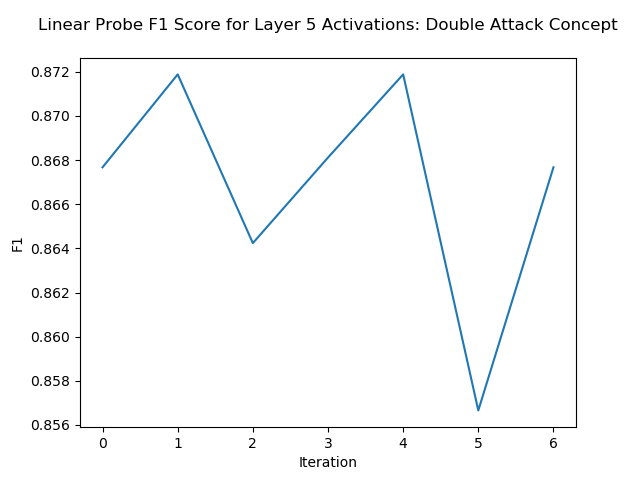 Linear Probe F1 Score for Layer 5 Activations: Double Attack Concept
0.872
0.870
0.868
0.866
0.864
0.862
0.860
0.858
0.856
F1
0 1 2 3 4 5 6
Iteration